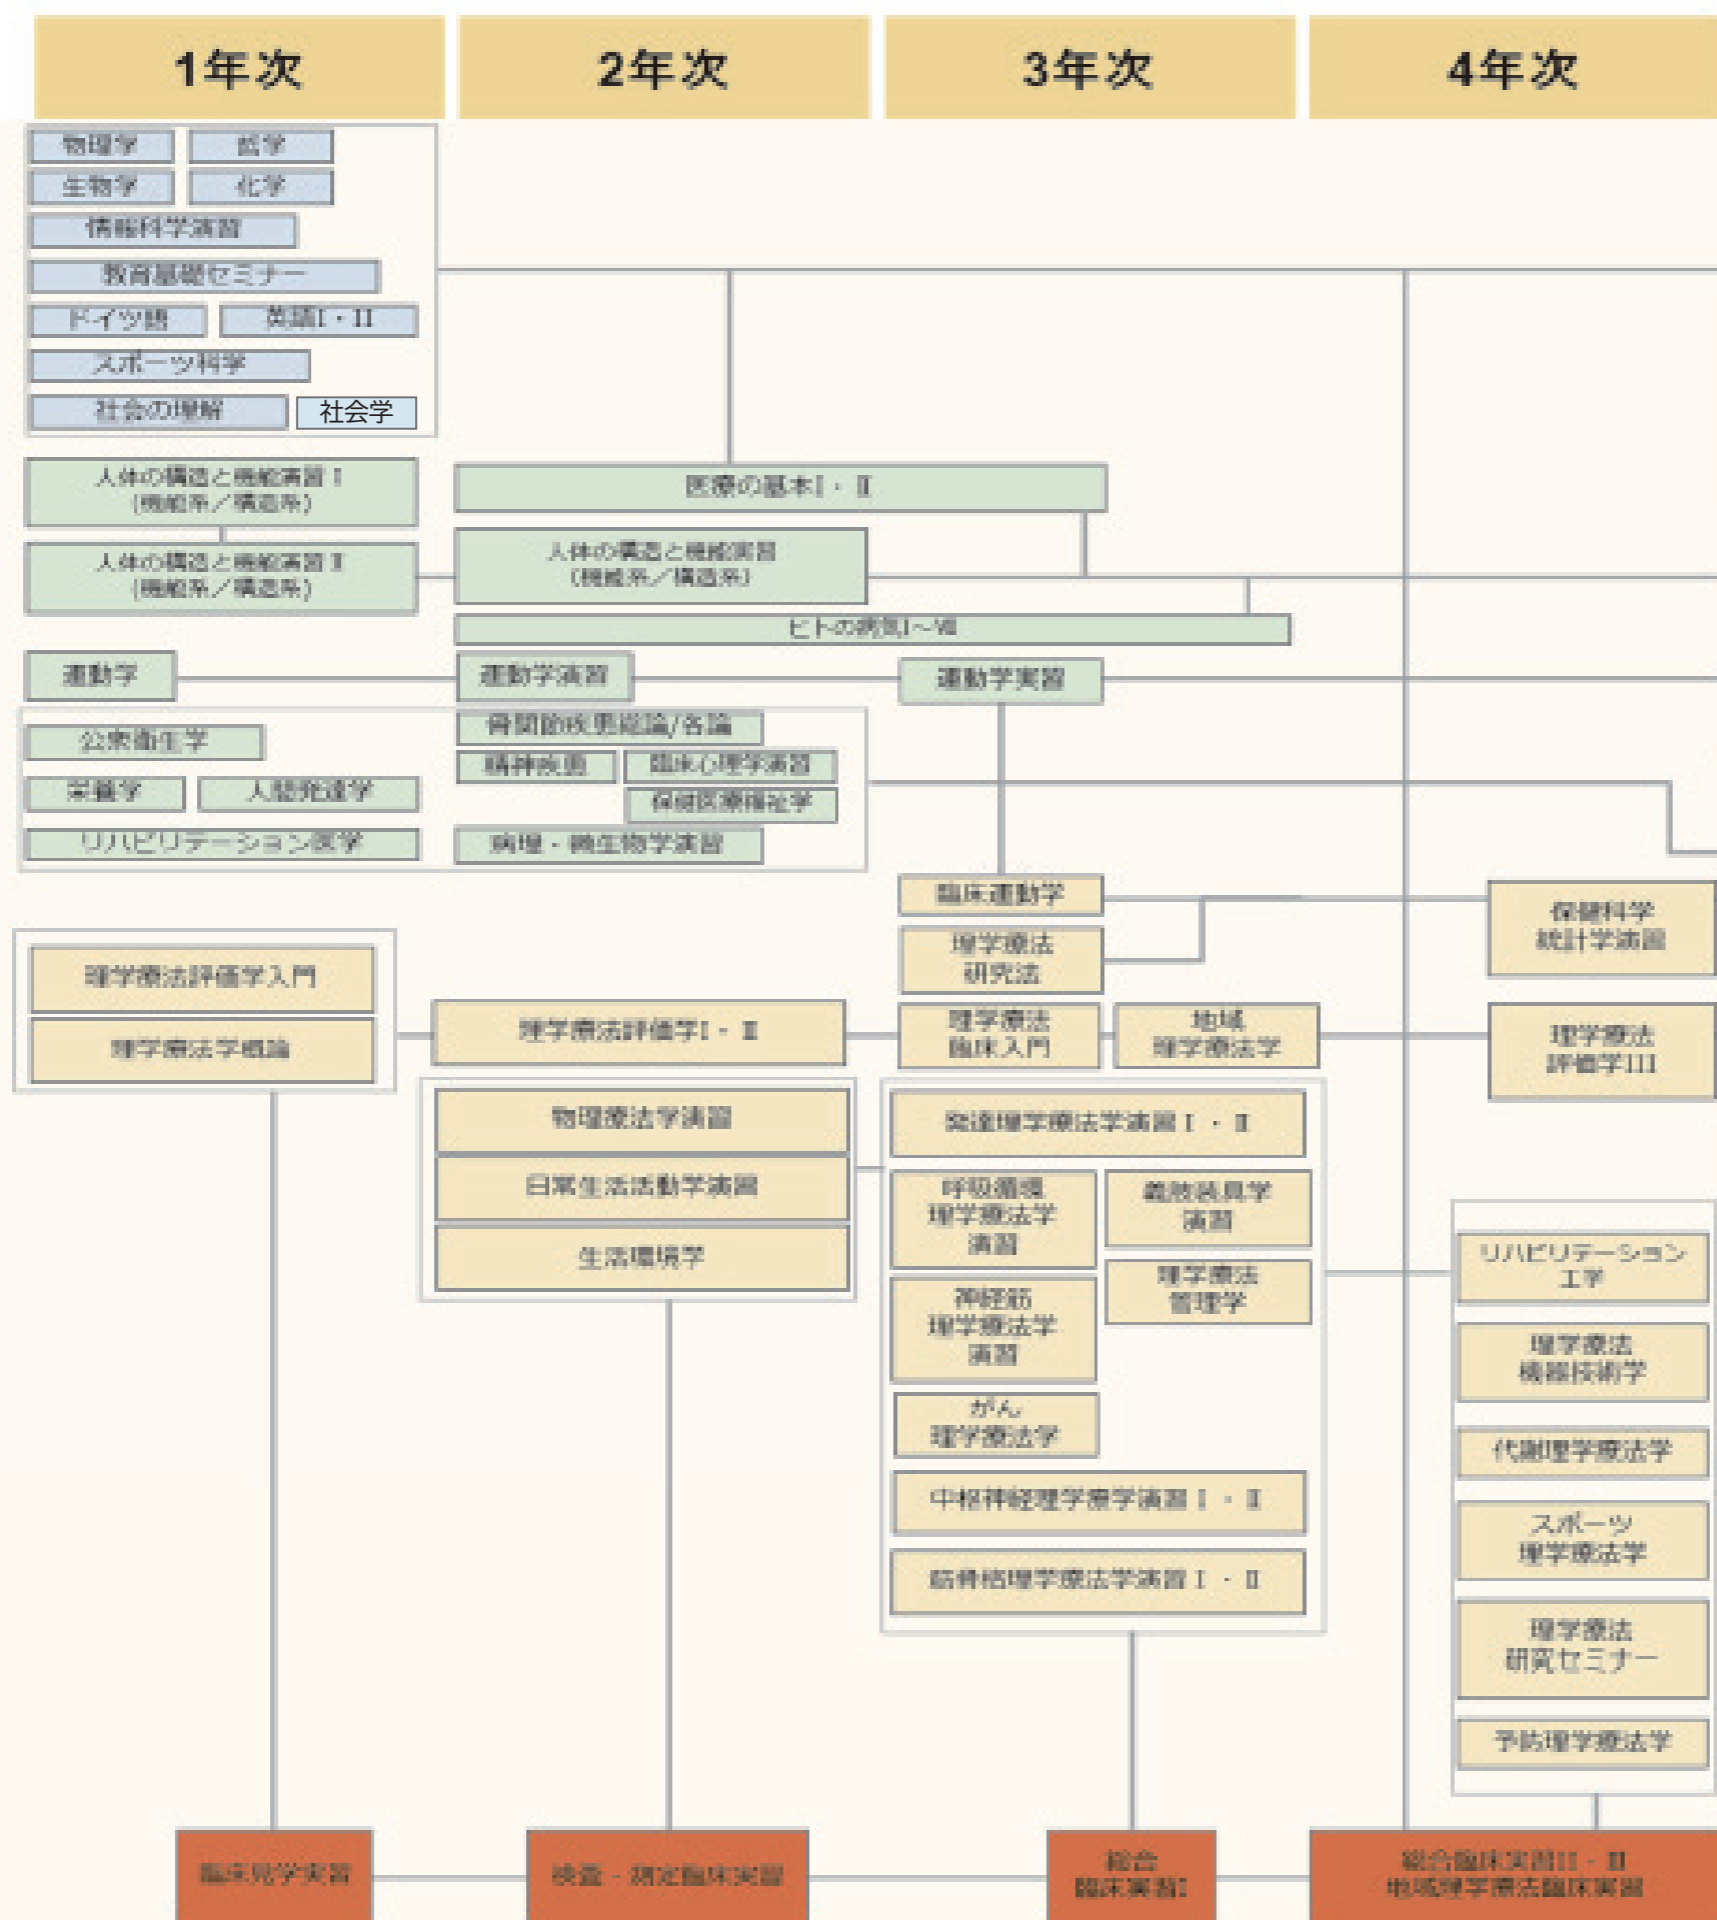 1年次
2年次
3年次
4年次
物理学
哲学
生物学
化学
情報科学演習
教育基礎セミナー
ドイツ語
英語I・II
スポーツ科学
社会の理解
社会学
人体の構造と機能演習Ⅰ
(機能系／構造系)
人体の構造と機能演習Ⅱ
(機能系／構造系)
医療の基本Ⅰ・Ⅱ
人体の構造と機能実習
(機能系／構造系)
ヒトの病気Ⅰ～Ⅷ
運動学
運動学演習
運動学実習
公衆衛生学
栄養学
人間発達学
リハビリテーション医学
骨関節疾患総論/各論
精神疾患
臨床心理学演習
保健医療福祉学
病理・微生物学演習
臨床運動学
理学療法
研究法
保健科学
統計学演習
理学療法評価学入門
理学療法学概論
理学療法評価学Ⅰ・Ⅱ
理学療法
臨床入門
地域
理学療法学
理学療法
評価学III
物理療法学演習
日常生活活動学演習
生活環境学
発達理学療法学演習Ⅰ・Ⅱ
呼吸循環
理学療法学
演習
義肢装具学
演習
神経筋
理学療法学
演習
理学療法
管理学
がん
理学療法学
中枢神経理学療学演習Ⅰ・Ⅱ
筋骨格理学療法学演習Ⅰ・Ⅱ
リハビリテーション
工学
理学療法
機器技術学
代謝理学療法学
スポーツ
理学療法学
理学療法
研究セミナー
予防理学療法学
臨床見学実習
検査・測定臨床実習
総合
臨床実習Ⅰ
総合臨床実習II・Ⅲ
地域理学療法臨床実習